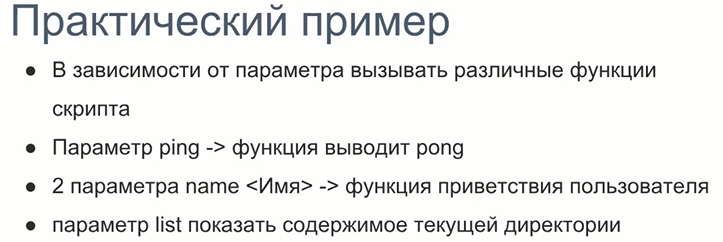 Практический пример
● В зависимости от параметра вызывать различные функции
скрипта
● Параметр ping -> функция выводит pong
● 2 параметра name <Имя> -> функция приветствия пользователя
● параметр list показать содержимое текущей директории